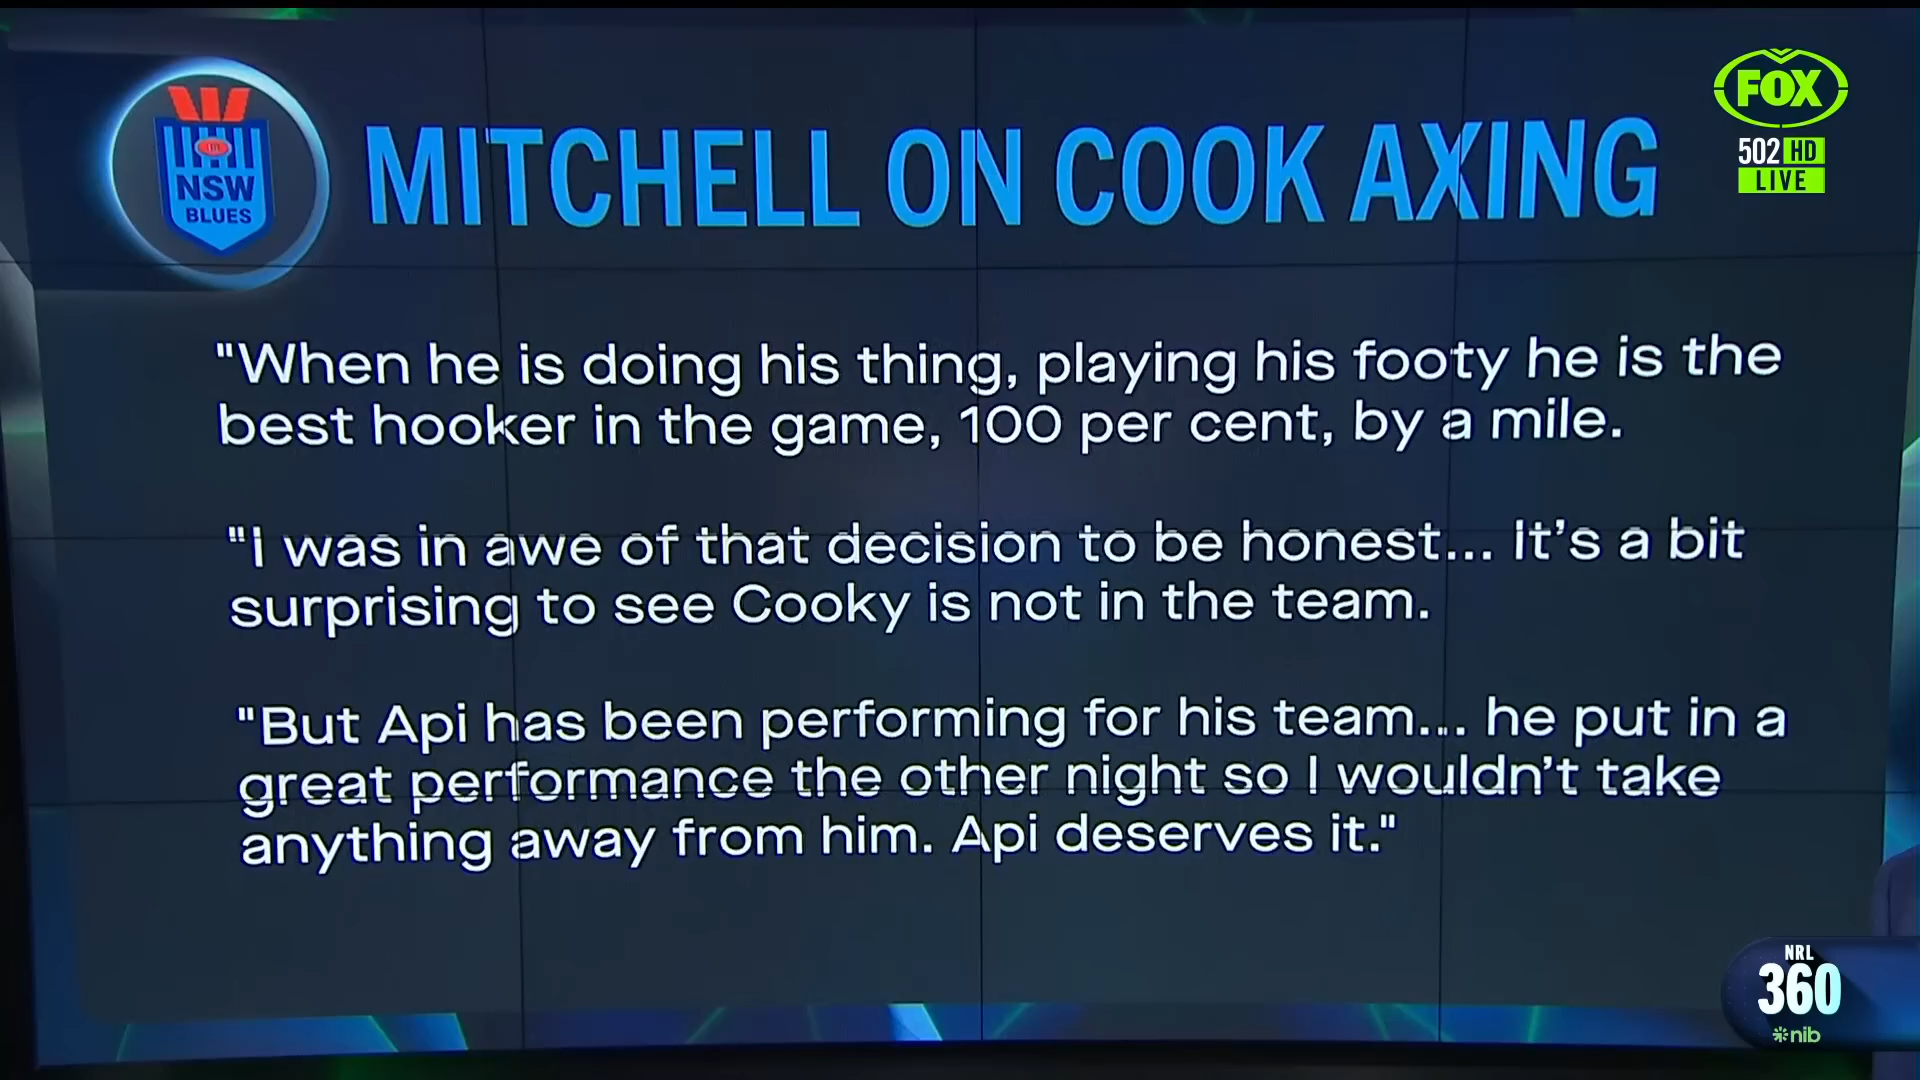 NSW
BLUES
MITCHELL ON COOK AXING
FOX
502 HD
LIVE
"When he is doing his thing, playing his footy he is the
best hooker in the game, 100 per cent, by a mile.
"I was in awe of that decision to be honest... It's a bit
surprising to see Cooky is not in the team.
"But Api has been performing for his team... he put in a
great performance the other night so I wouldn't take
anything away from him. Api deserves it."
NRL
360
nib